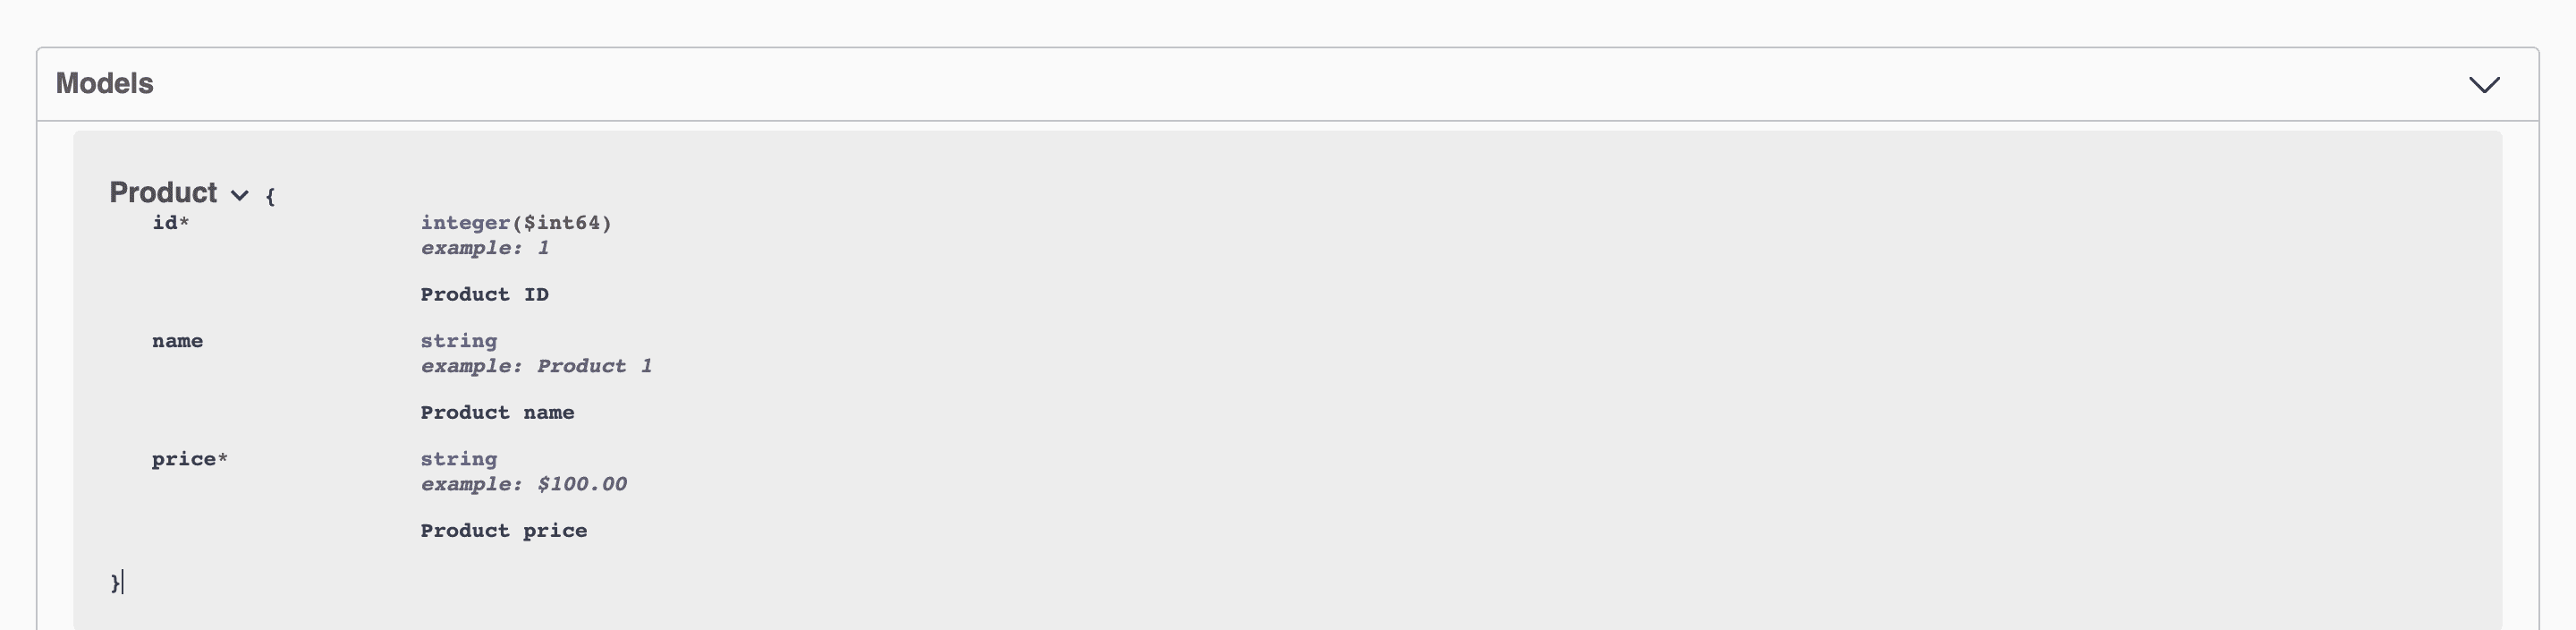 Models
Product {
id* integer($int64)
example: 1
Product ID
name string
example: Product 1
Product name
price* string
example: $100.00
Product price
}